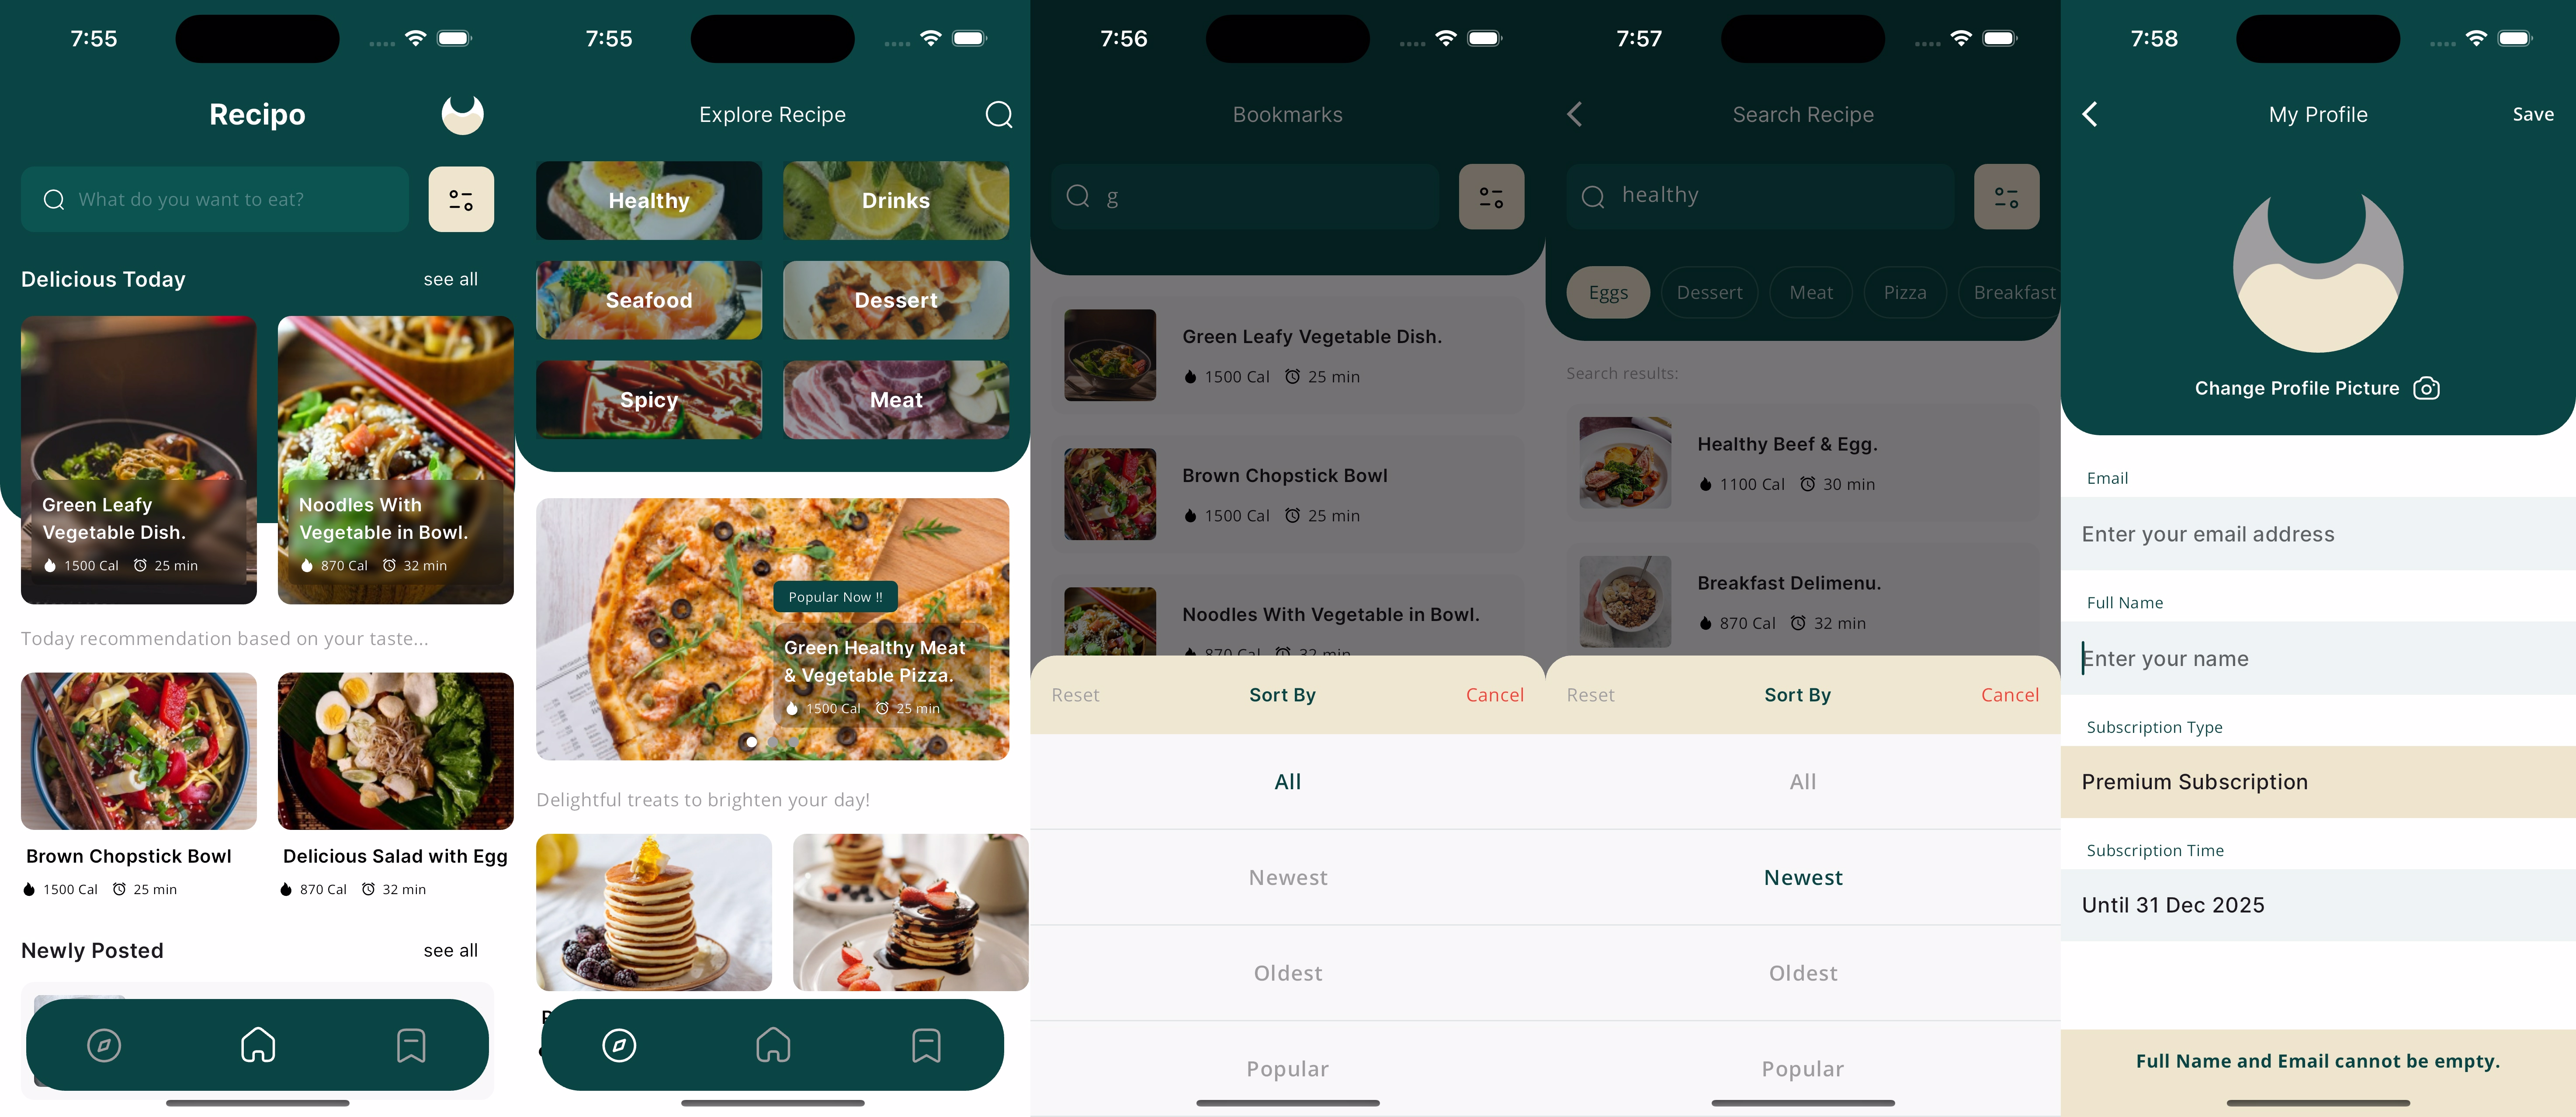 7:55
Recipo
What do you want to eat?
Delicious Today
see all
Green Leafy
Vegetable Dish.
1500 Cal 25 min
Noodles With
Vegetable in Bowl.
870 Cal 32 min
Today recommendation based on your taste...
Brown Chopstick Bowl
1500 Cal 25 min
Delicious Salad with Egg
870 Cal 32 min
Newly Posted
see all
7:55
Explore Recipe
Healthy
Drinks
Seafood
Dessert
Spicy
Meat
Popular Now !!
Green Healthy Meat
& Vegetable Pizza.
1500 Cal 25 min
Delightful treats to brighten your day!
7:56
Bookmarks
g
Green Leafy Vegetable Dish.
1500 Cal 25 min
Brown Chopstick Bowl
1500 Cal 25 min
Noodles With Vegetable in Bowl.
870 Cal 32 min
Reset
Sort By
Cancel
All
Newest
Oldest
Popular
7:57
Search Recipe
healthy
Eggs
Dessert
Meat
Pizza
Breakfast
Search results:
Healthy Beef & Egg.
1100 Cal 30 min
Breakfast Delimenu.
870 Cal 32 min
Reset
Sort By
Cancel
All
Newest
Oldest
Popular
7:58
My Profile
Save
Change Profile Picture
Email
Enter your email address
Full Name
Enter your name
Subscription Type
Premium Subscription
Subscription Time
Until 31 Dec 2025
Full Name and Email cannot be empty.